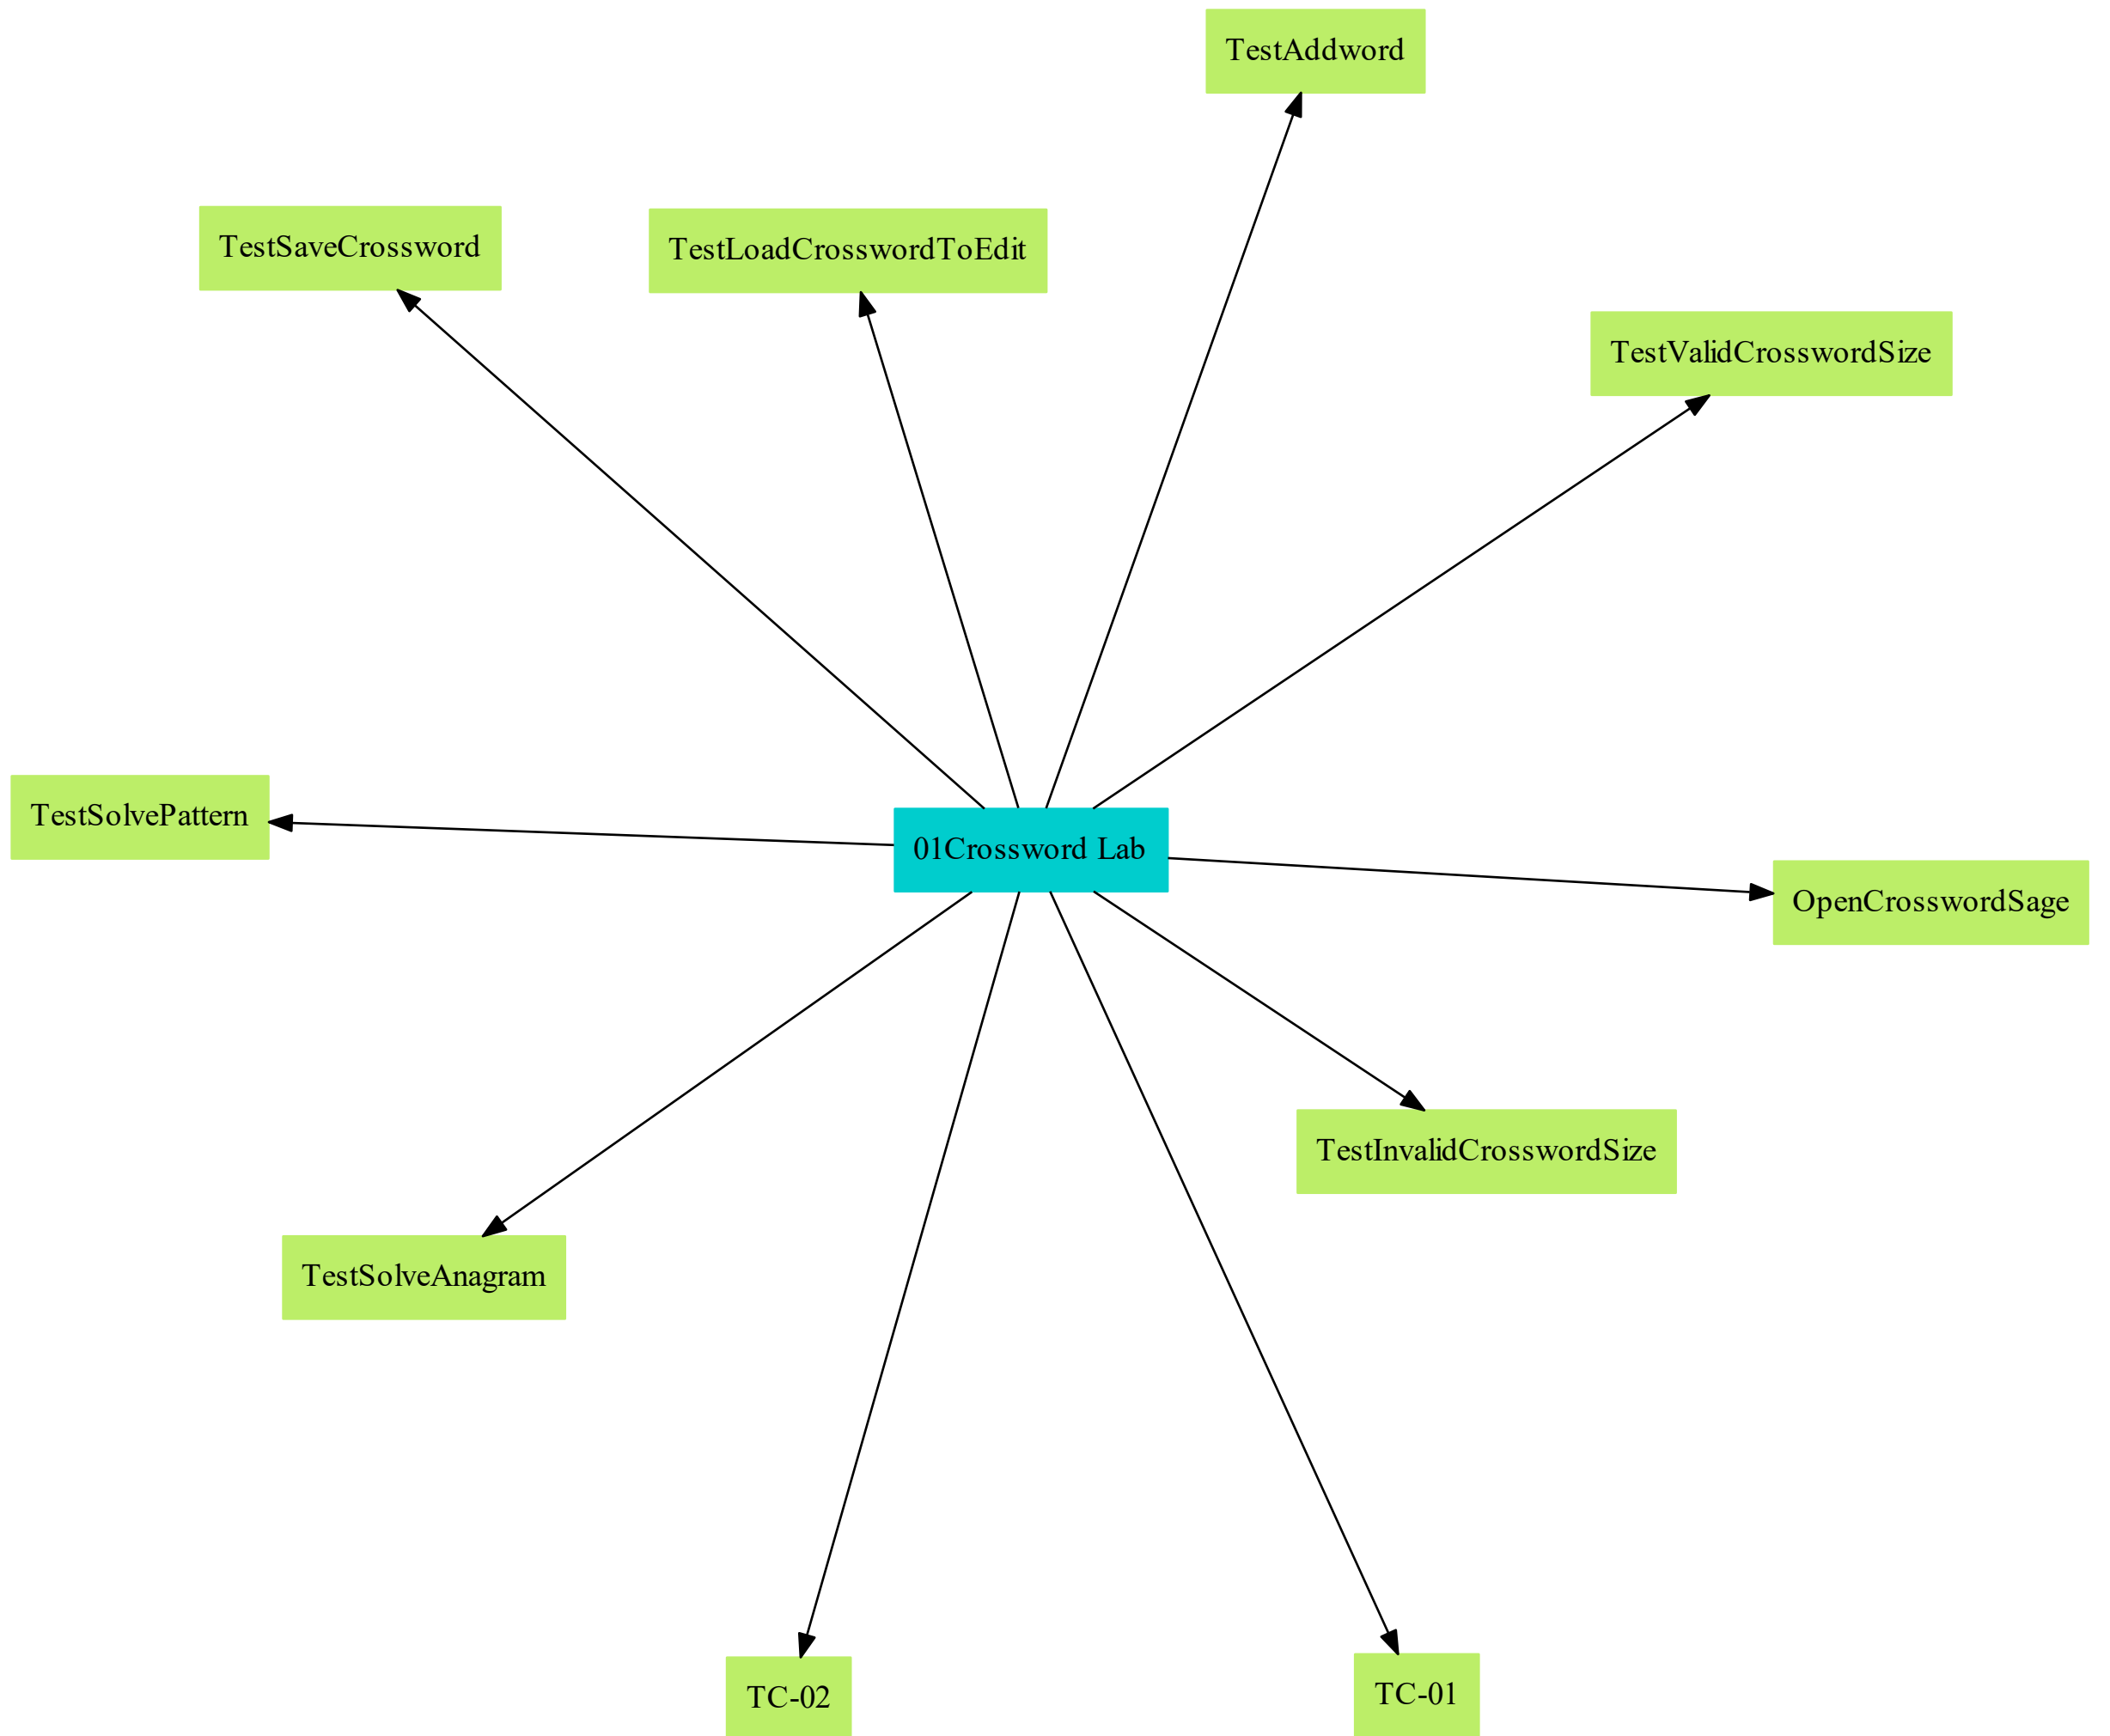 TestAddword
TestSaveCrossword
TestLoadCrosswordToEdit
TestValidCrosswordSize
TestSolvePattern
01Crossword Lab
OpenCrosswordSage
TestInvalidCrosswordSize
TestSolveAnagram
TC-02
TC-01